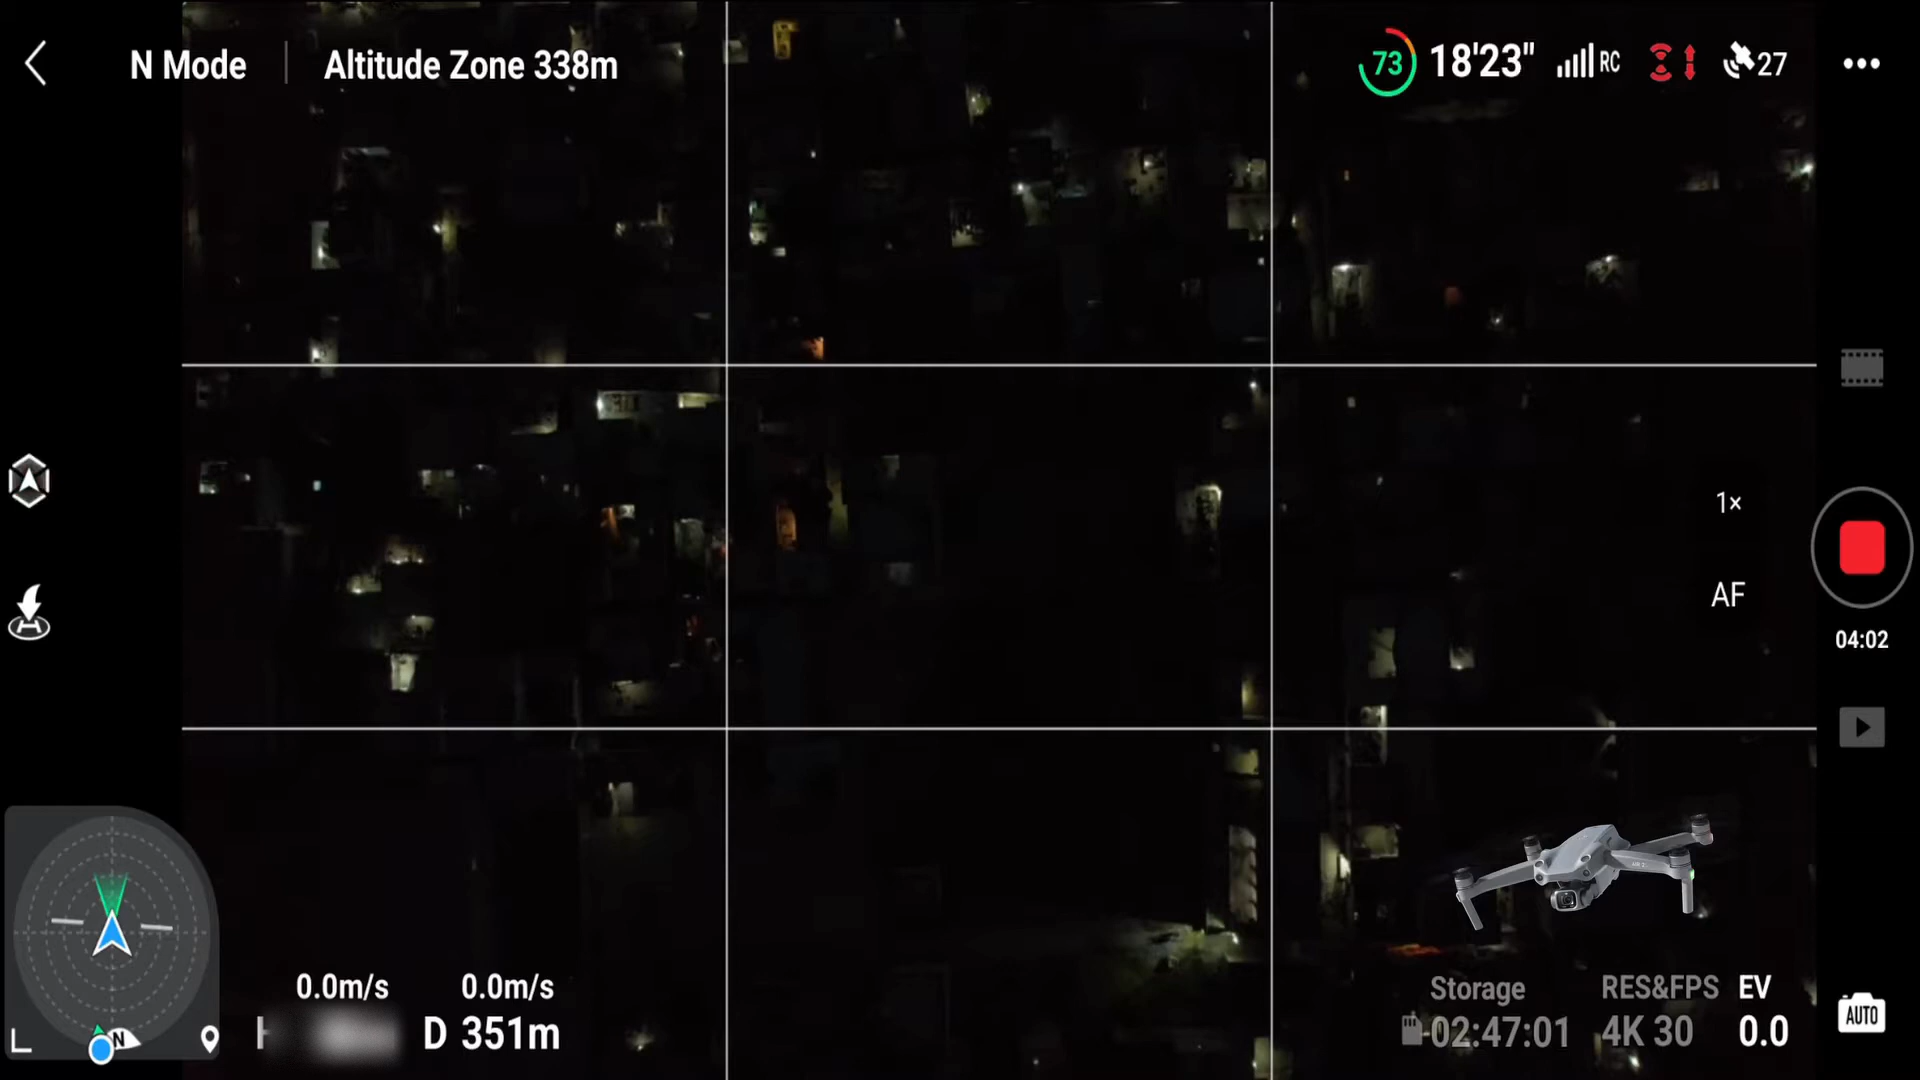 N Mode
Altitude Zone 338m
73
18'23"
RC
27
1×
AF
04:02
N
0.0m/s
0.0m/s
H
D 351m
Storage
02:47:01
RES&FPS
4K 30
EV
0.0
AUTO